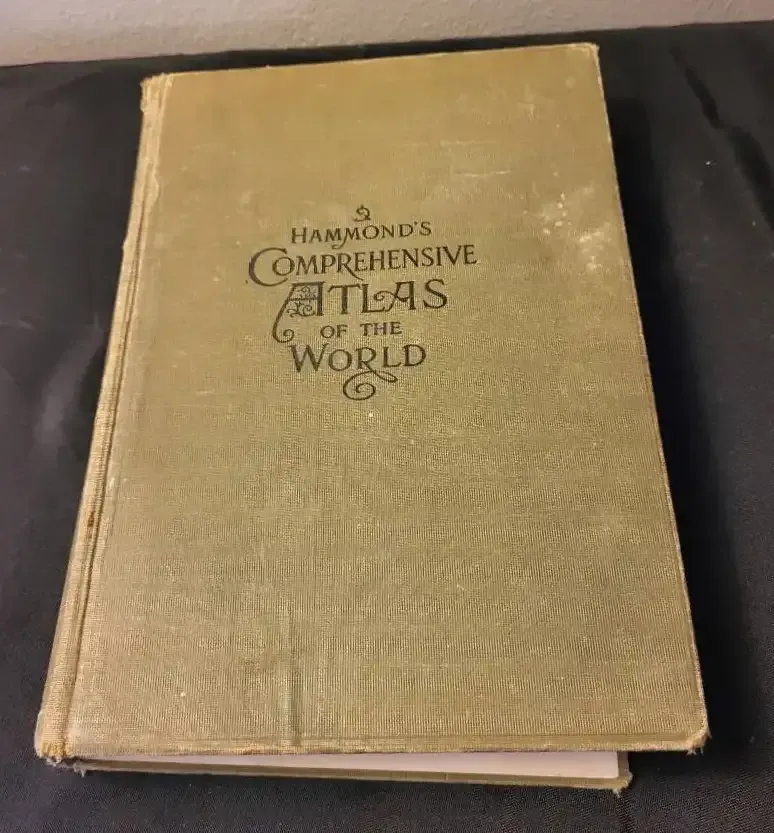 HAMMOND'S
COMPREHENSIVE
ATLAS
OF THE
WORLD